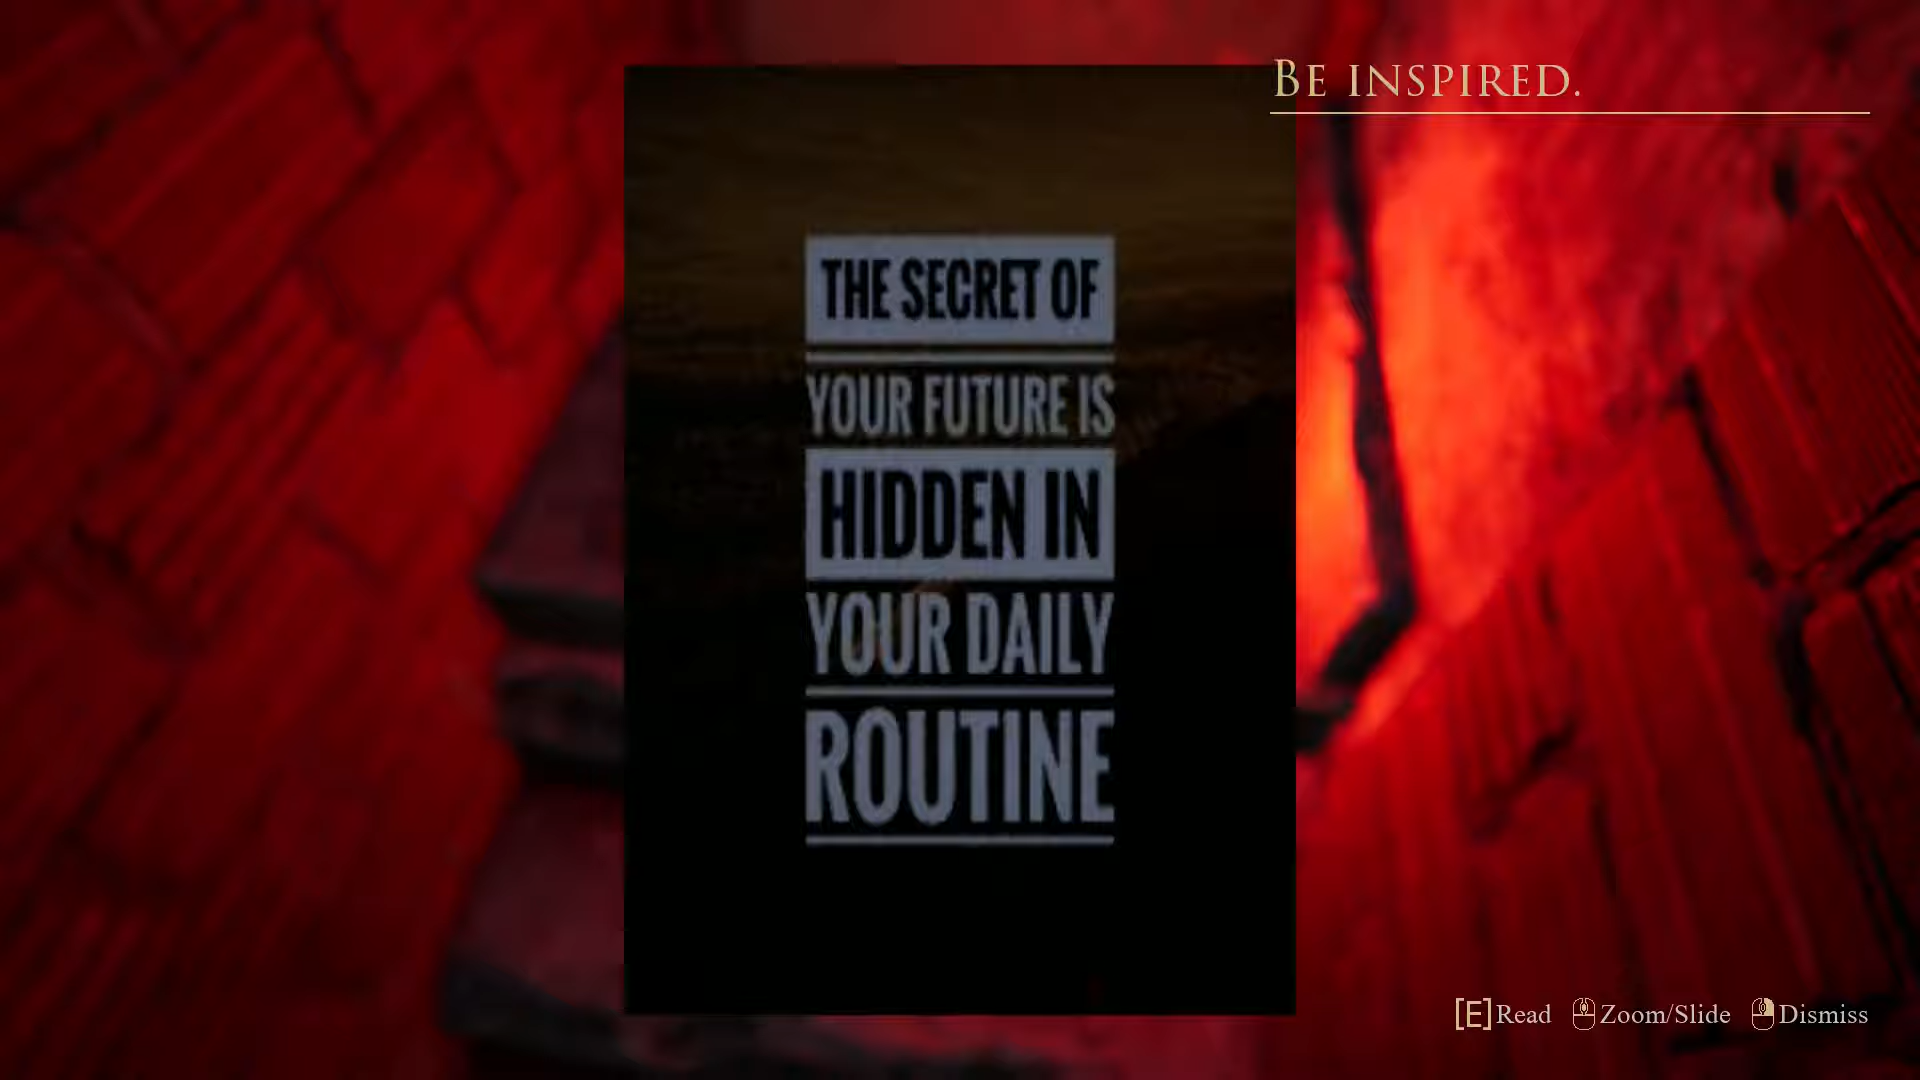 BE INSPIRED.
THE SECRET OF
YOUR FUTURE IS
HIDDEN IN
YOUR DAILY
ROUTINE
[E]Read Zoom/Slide Dismiss